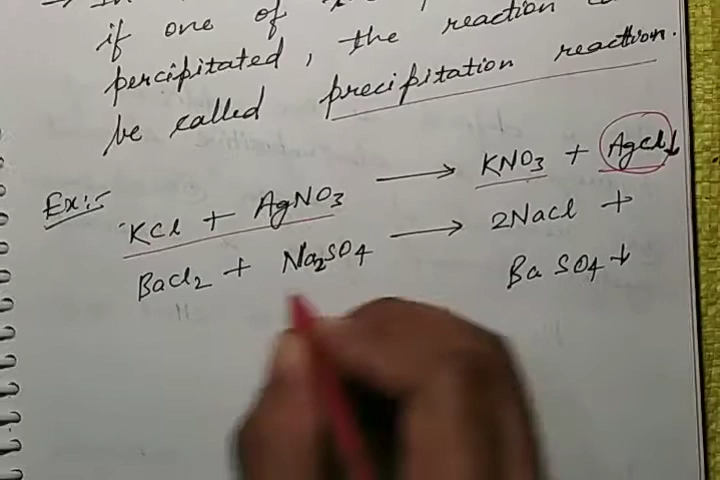 if one of
percipitated, the reaction
be called precipitation reaction.
Ex:- KCl + AgNO3 → KNO3 + AgCl↓
BaCl2 + Na2SO4 → 2NaCl +
BaSO4↓